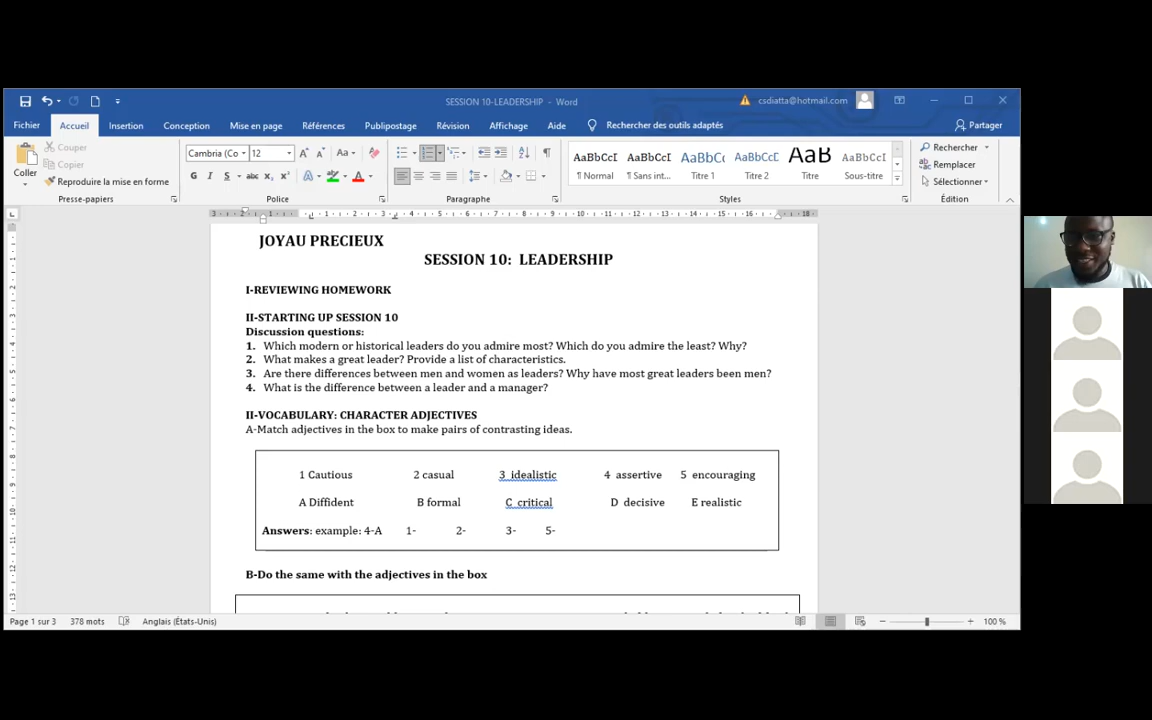 SESSION 10-LEADERSHIP - Word
csdiatta@hotmail.com
Fichier Accueil Insertion Conception Mise en page Références Publipostage Révision Affichage Aide Rechercher des outils adaptés Partager
Coller
Couper
Copier
Reproduire la mise en forme
Presse-papiers
Cambria (Co 12
G I S abc x₂ x²
Police
Paragraphe
AaBbCcI AaBbCcI AaBbCc AaBbCcE AaB AaBbCcI
¶ Normal ¶ Sans int... Titre 1 Titre 2 Titre Sous-titre
Styles
Rechercher
Remplacer
Sélectionner
Édition
JOYAU PRECIEUX
SESSION 10: LEADERSHIP
I-REVIEWING HOMEWORK
II-STARTING UP SESSION 10
Discussion questions:
1. Which modern or historical leaders do you admire most? Which do you admire the least? Why?
2. What makes a great leader? Provide a list of characteristics.
3. Are there differences between men and women as leaders? Why have most great leaders been men?
4. What is the difference between a leader and a manager?
II-VOCABULARY: CHARACTER ADJECTIVES
A-Match adjectives in the box to make pairs of contrasting ideas.
1 Cautious 2 casual 3 idealistic 4 assertive 5 encouraging
A Diffident B formal C critical D decisive E realistic
Answers: example: 4-A 1- 2- 3- 5-
B-Do the same with the adjectives in the box
Page 1 sur 3 378 mots Anglais (États-Unis) 100 %